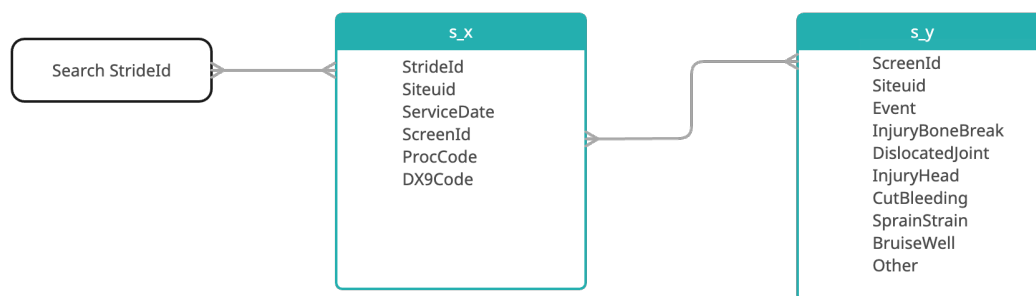 Search StrideId
s_x
StrideId
Siteuid
ServiceDate
ScreenId
ProcCode
DX9Code
s_y
ScreenId
Siteuid
Event
InjuryBoneBreak
DislocatedJoint
InjuryHead
CutBleeding
SprainStrain
BruiseWell
Other